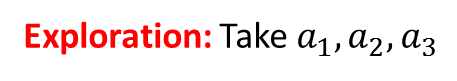 Exploration: Take a₁, a₂, a₃